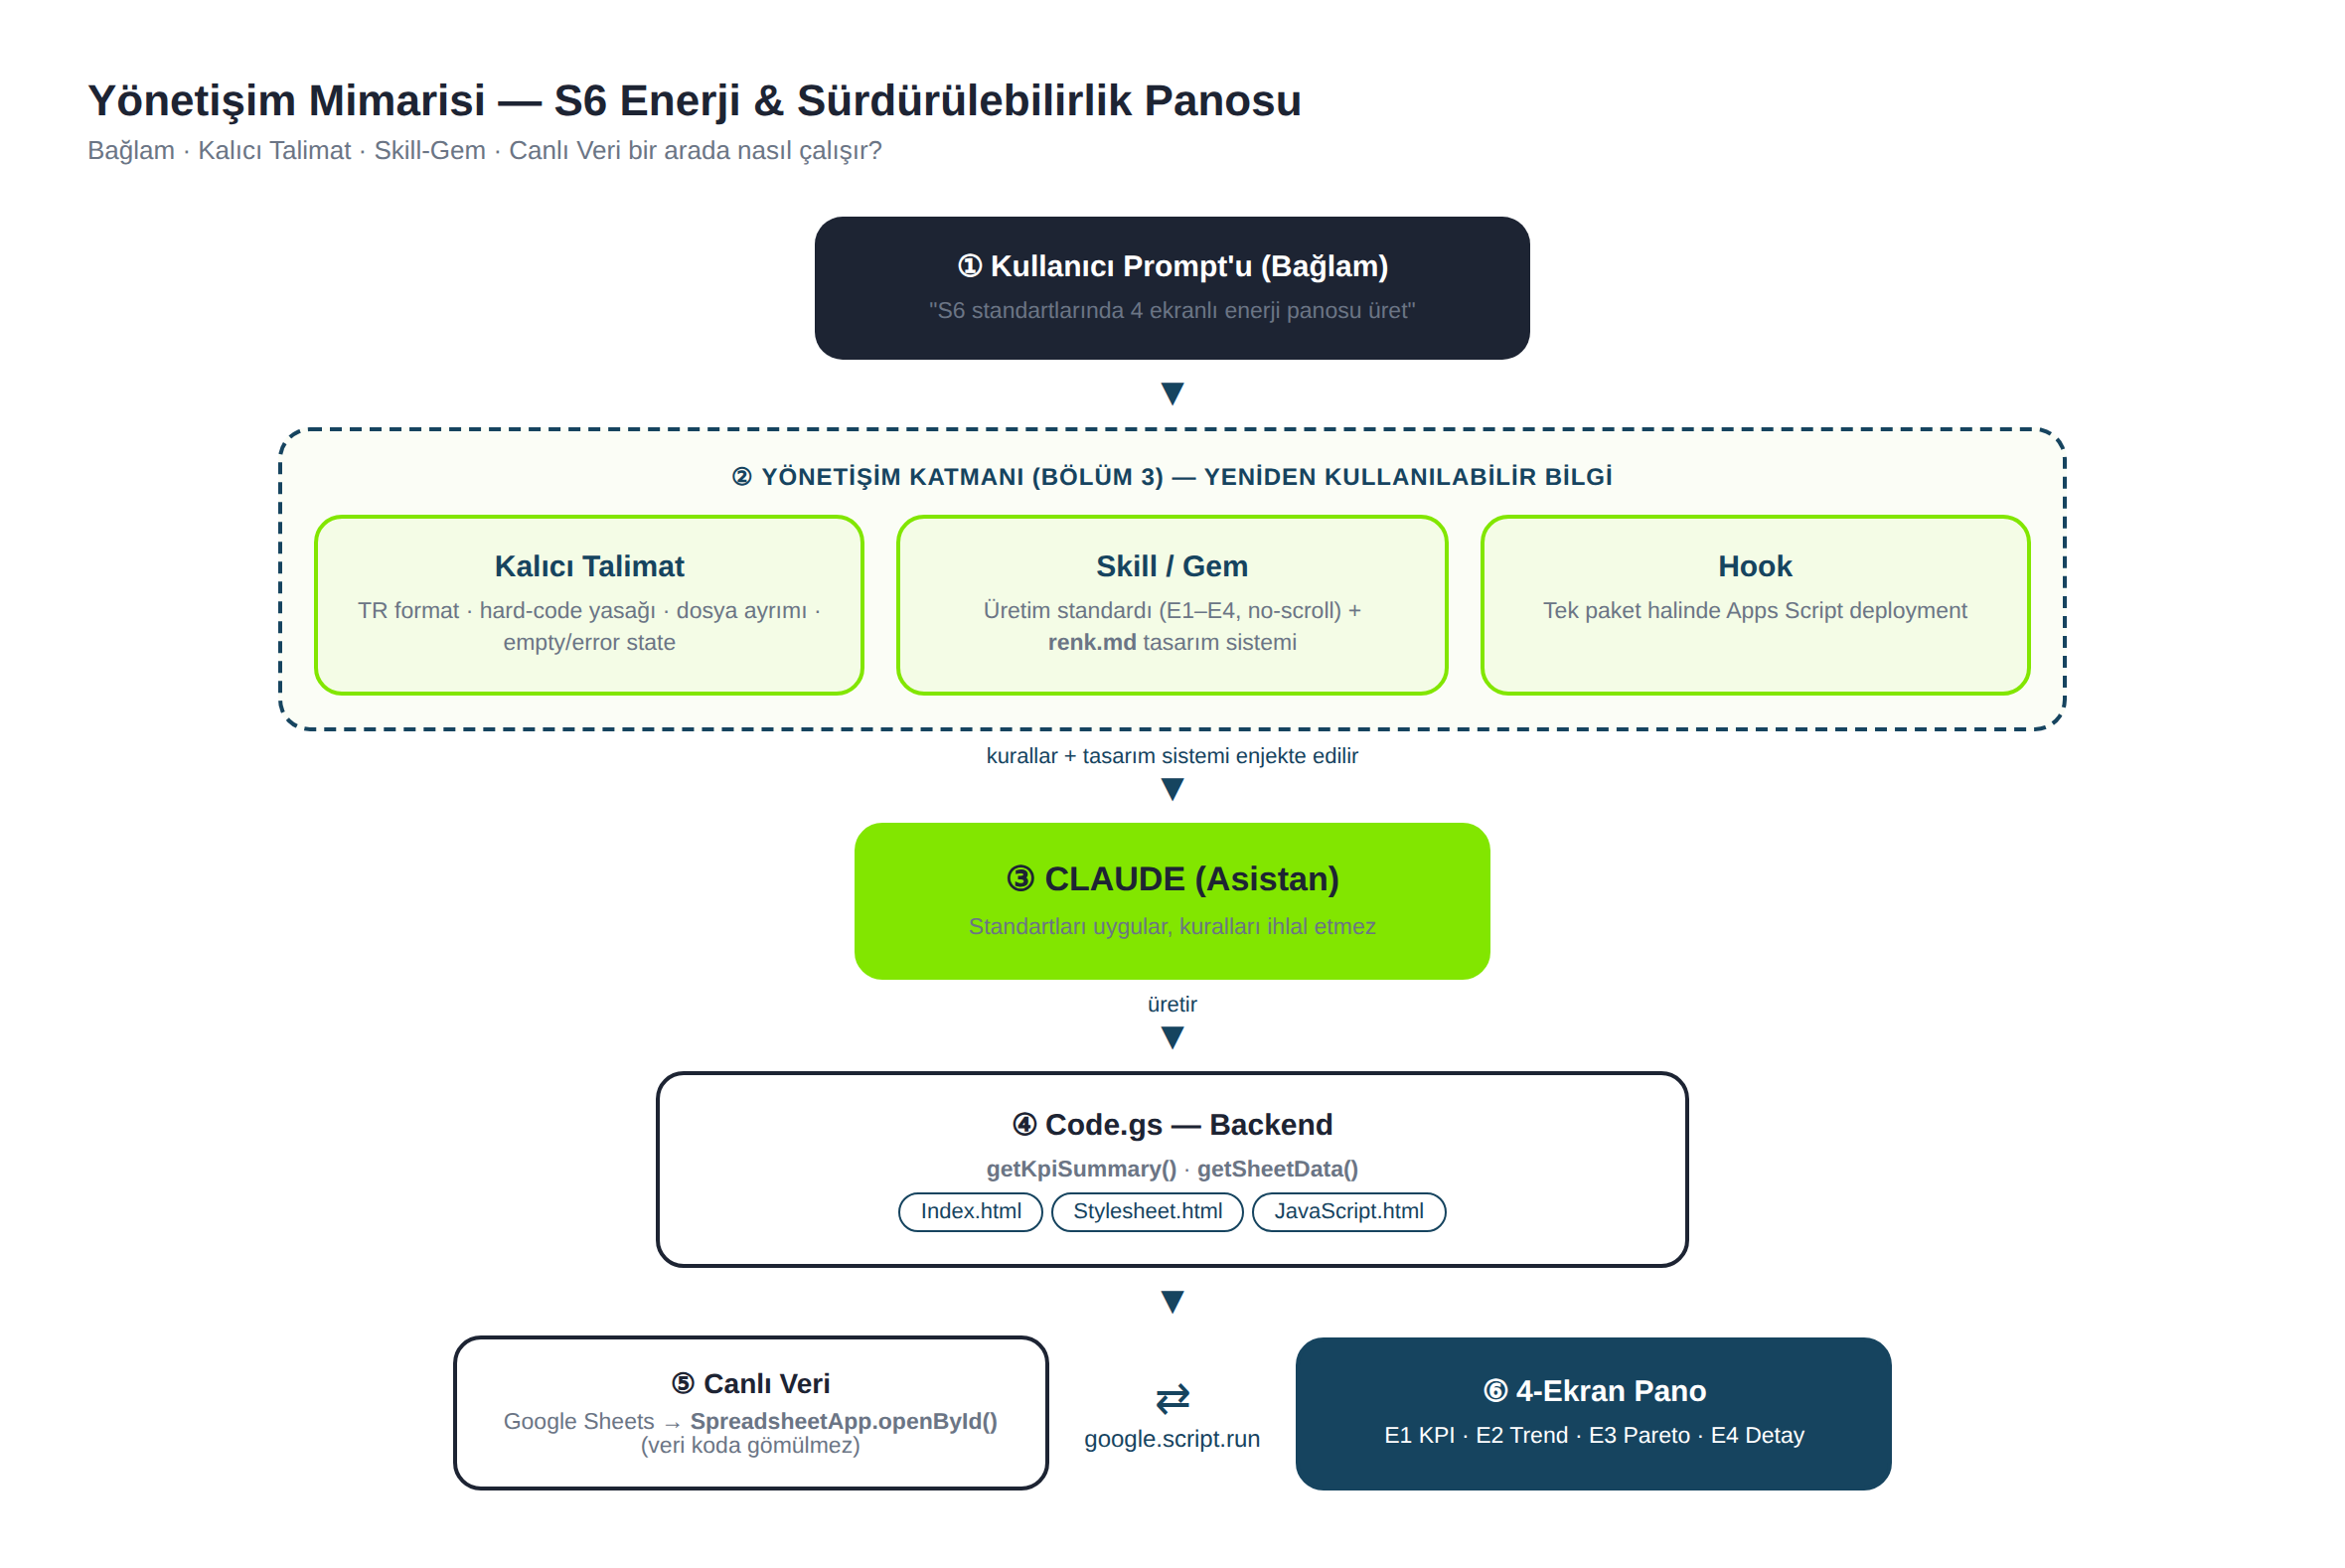 Yönetişim Mimarisi — S6 Enerji & Sürdürülebilirlik Panosu
Bağlam · Kalıcı Talimat · Skill-Gem · Canlı Veri bir arada nasıl çalışır?
① Kullanıcı Prompt'u (Bağlam)
"S6 standartlarında 4 ekranlı enerji panosu üret"
▼
② YÖNETİŞİM KATMANI (BÖLÜM 3) — YENİDEN KULLANILABİLİR BİLGİ
Kalıcı Talimat
TR format · hard-code yasağı · dosya ayrımı ·
empty/error state
Skill / Gem
Üretim standardı (E1–E4, no-scroll) +
renk.md tasarım sistemi
Hook
Tek paket halinde Apps Script deployment
kurallar + tasarım sistemi enjekte edilir
▼
③ CLAUDE (Asistan)
Standartları uygular, kuralları ihlal etmez
üretir
▼
④ Code.gs — Backend
getKpiSummary() · getSheetData()
Index.html Stylesheet.html JavaScript.html
▼
⑤ Canlı Veri
Google Sheets → SpreadsheetApp.openById()
(veri koda gömülmez)
⇄
google.script.run
⑥ 4-Ekran Pano
E1 KPI · E2 Trend · E3 Pareto · E4 Detay